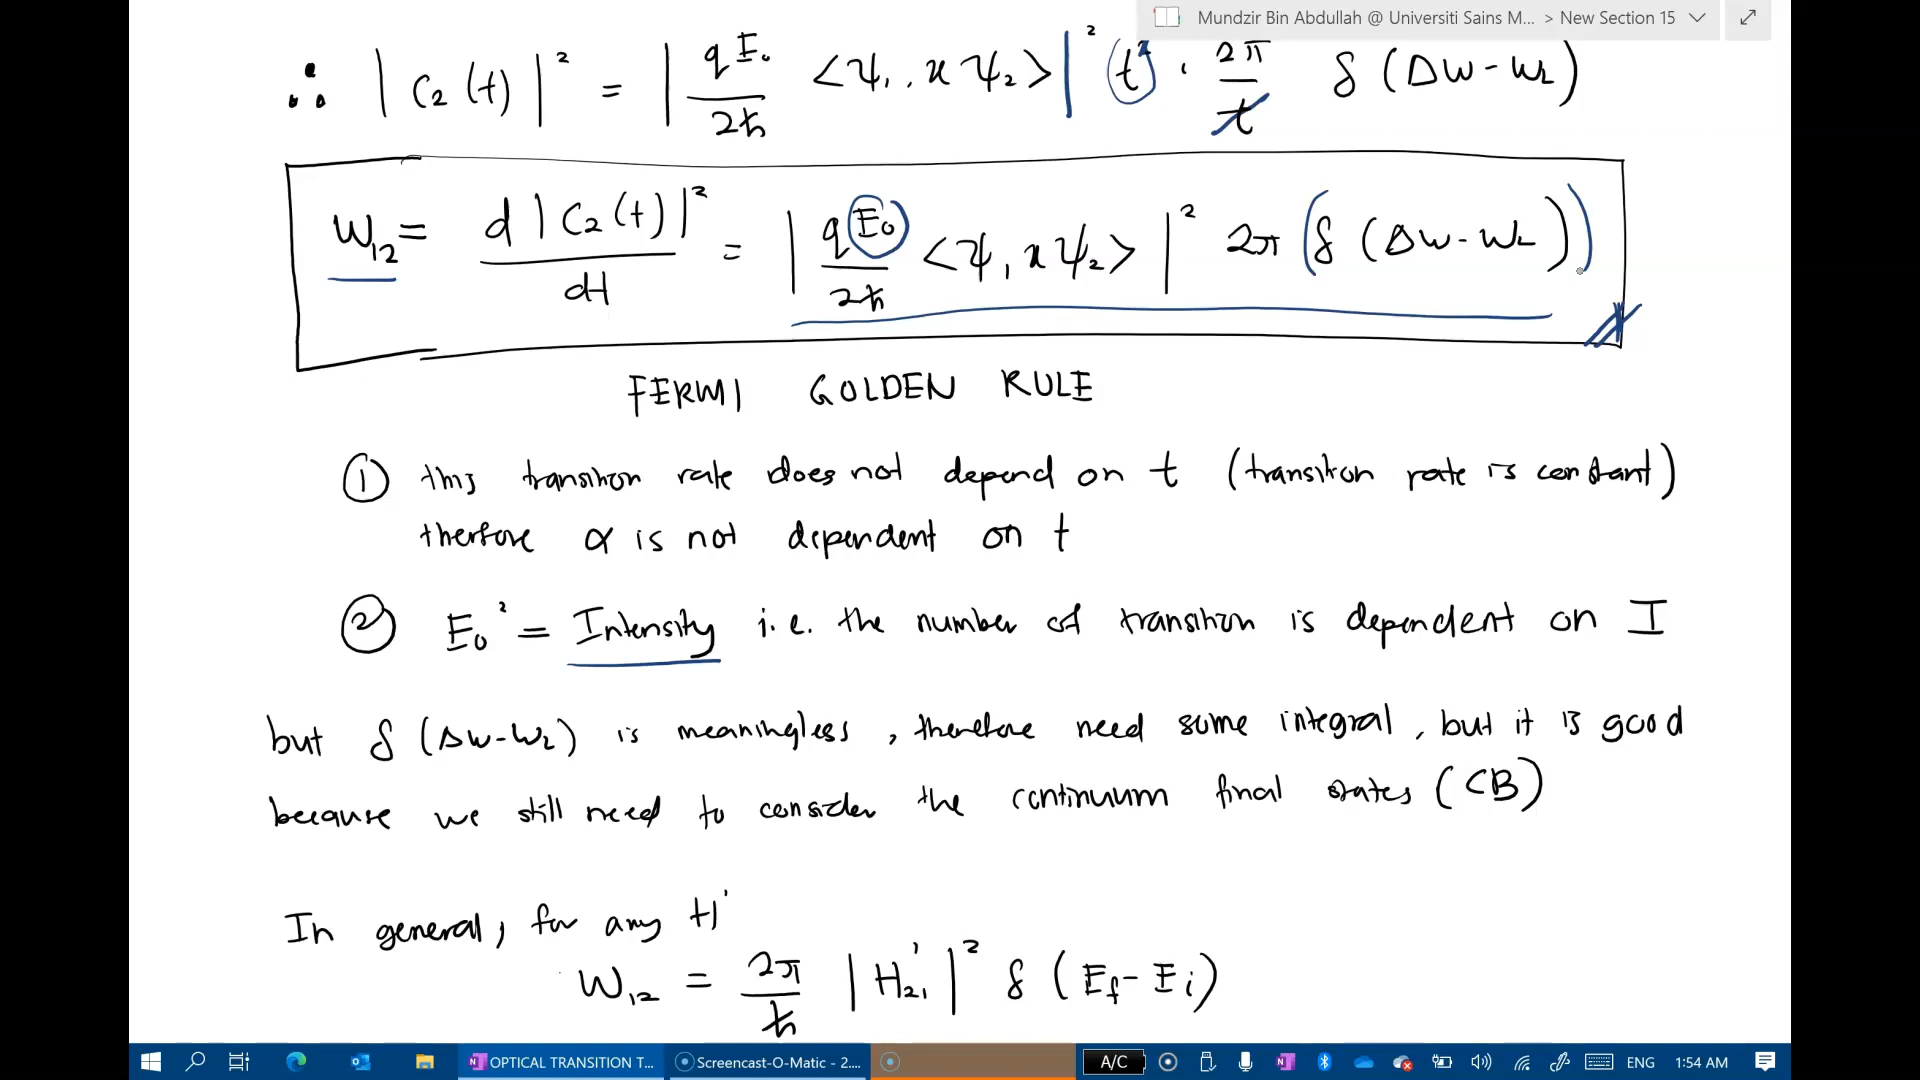 Mundzir Bin Abdullah @ Universiti Sains M... > New Section 15
∴ |C₂(t)|² = |qE₀/2ħ <ψ₁, x ψ₂>|² t² · 2π/t δ(Δω - ω₂)
W₁₂ = d|C₂(t)|²/dt = |qE₀/2ħ <ψ₁ x ψ₂>|² 2π (δ(Δω - ω₂))
FERMI GOLDEN RULE
① this transition rate does not depend on t (transition rate is constant)
therefore α is not dependent on t
② E₀² = Intensity i.e. the number of transition is dependent on I
but δ(Δω - ω₂) is meaningless, therefore need some integral, but it is good
because we still need to consider the continuum final states (CB)
In general, for any H'
W₁₂ = 2π/ħ |H'₂₁|² δ(E_f - E_i)
OPTICAL TRANSITION T... Screencast-O-Matic - 2.... A/C ENG 1:54 AM